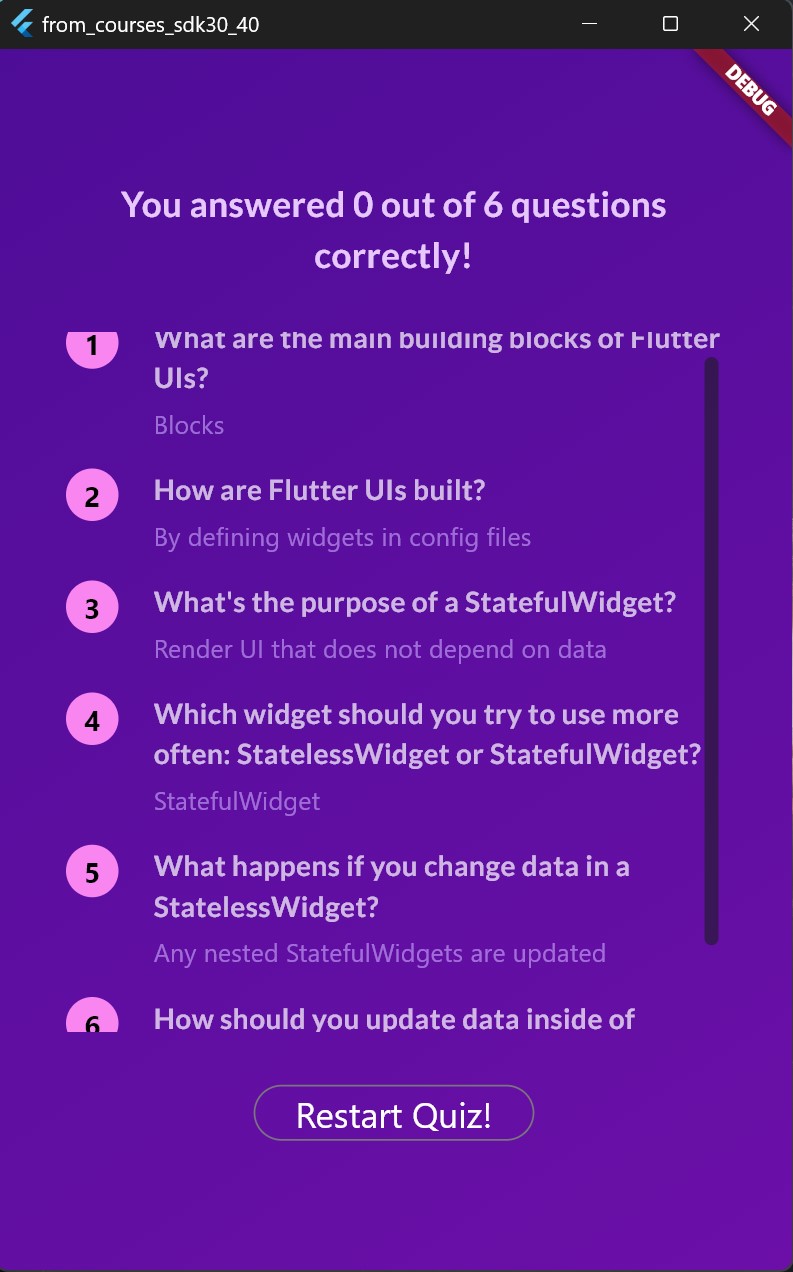 from_courses_sdk30_40
DEBUG
You answered 0 out of 6 questions
correctly!
1
What are the main building blocks of Flutter
UIs?
Blocks
2
How are Flutter UIs built?
By defining widgets in config files
3
What's the purpose of a StatefulWidget?
Render UI that does not depend on data
4
Which widget should you try to use more
often: StatelessWidget or StatefulWidget?
StatefulWidget
5
What happens if you change data in a
StatelessWidget?
Any nested StatefulWidgets are updated
6
How should you update data inside of
Restart Quiz!